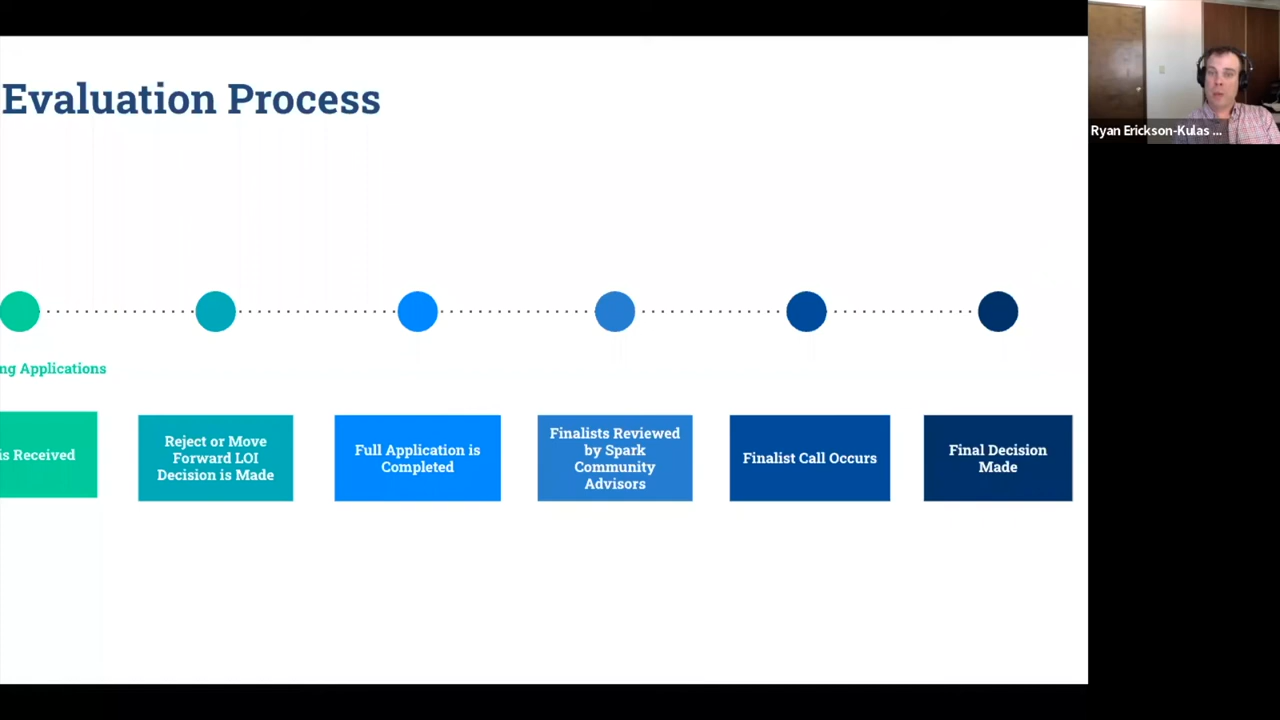 Evaluation Process
Ryan Erickson-Kulas ...
ng Applications
is Received
Reject or Move
Forward LOI
Decision is Made
Full Application is
Completed
Finalists Reviewed
by Spark
Community
Advisors
Finalist Call Occurs
Final Decision
Made